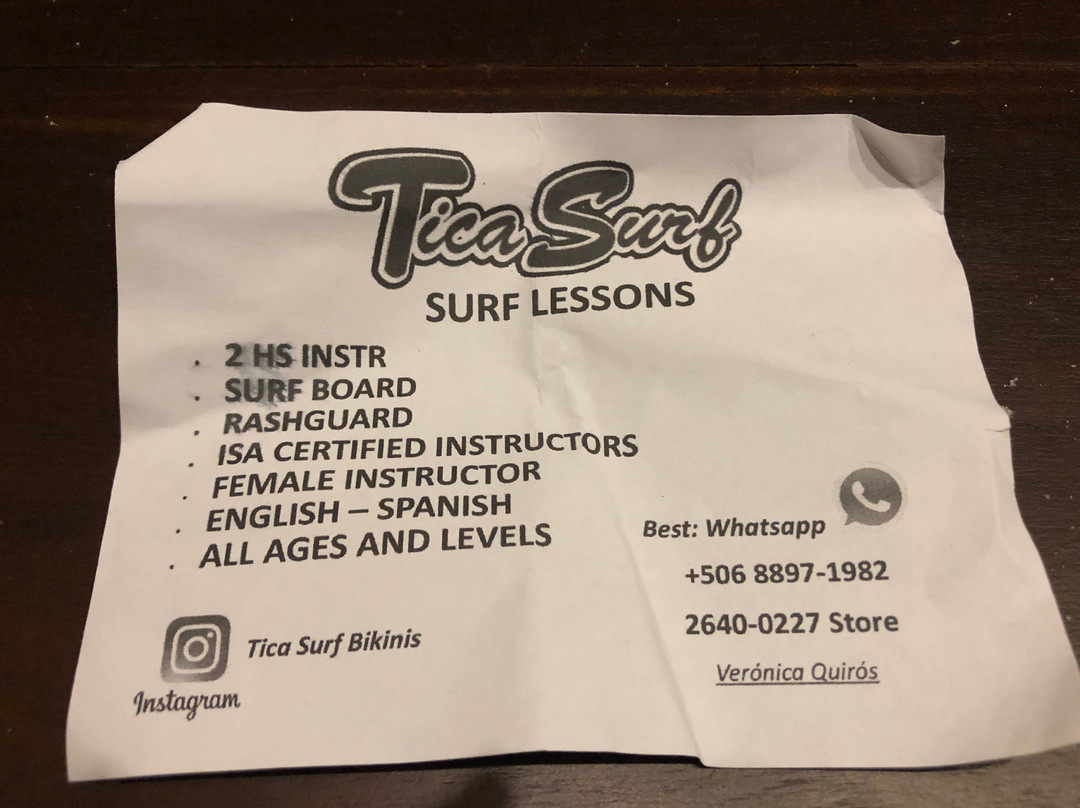 Tica Surf
SURF LESSONS
. 2 HS INSTR
. SURF BOARD
. RASHGUARD
. ISA CERTIFIED INSTRUCTORS
. FEMALE INSTRUCTOR
. ENGLISH – SPANISH
. ALL AGES AND LEVELS
Best: Whatsapp
+506 8897-1982
2640-0227 Store
Verónica Quirós
Tica Surf Bikinis
Instagram